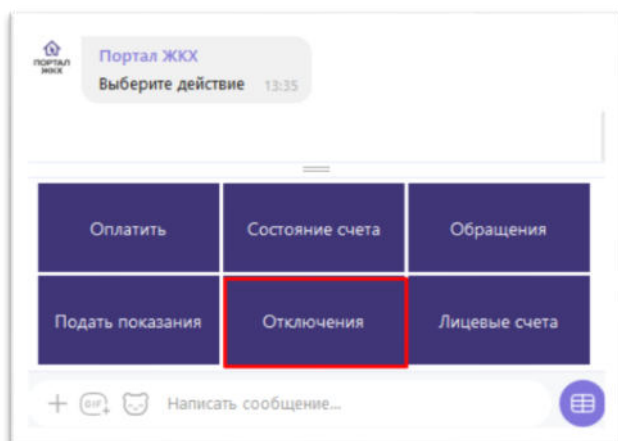 ПОРТАЛ
ЖКХ
Портал ЖКХ
Выберите действие 13:35
Оплатить
Состояние счета
Обращения
Подать показания
Отключения
Лицевые счета
GIF
Написать сообщение...